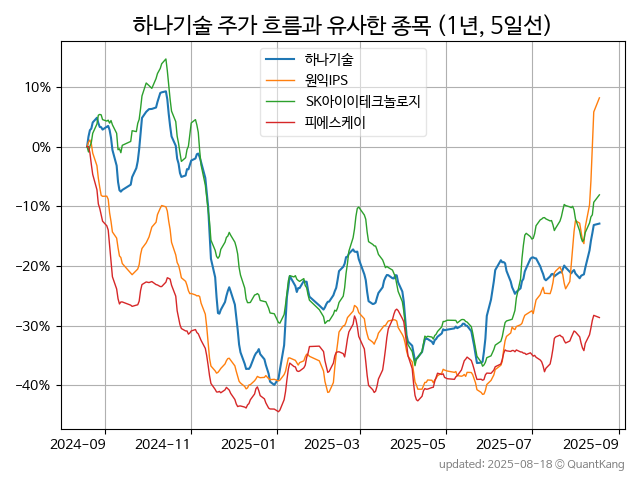 하나기술 주가 흐름과 유사한 종목 (1년, 5일선)
하나기술
원익IPS
SK아이이테크놀로지
피에스케이
10%
0%
−10%
−20%
−30%
−40%
2024−09 2024−11 2025−01 2025−03 2025−05 2025−07 2025−09
updated: 2025-08-18 © QuantKang